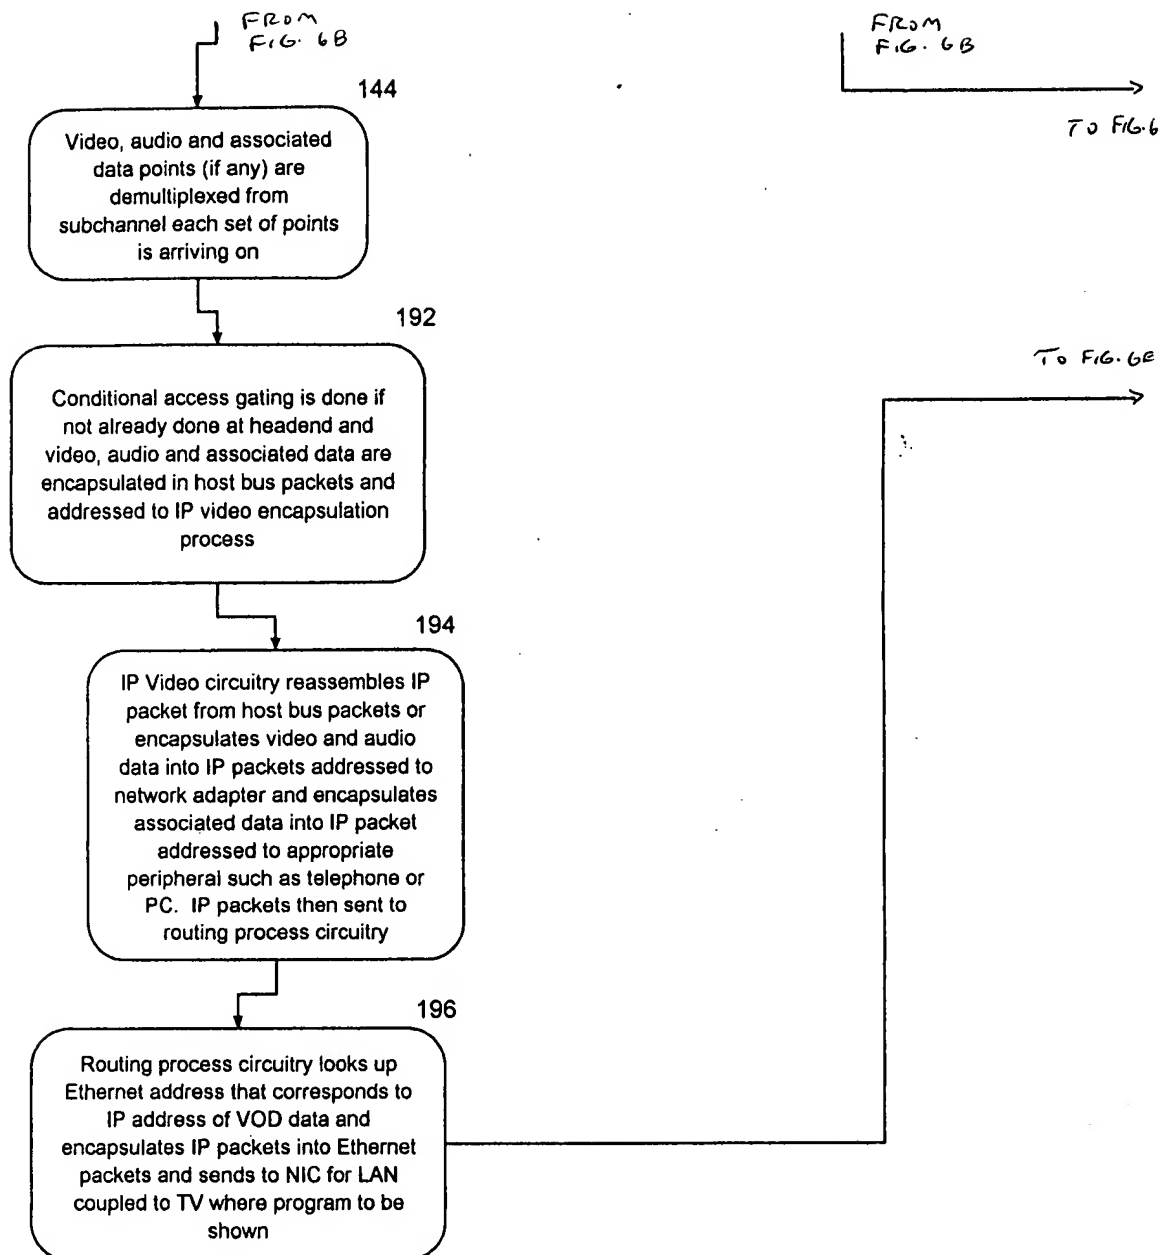 FROM
FIG. 6B
144
Video, audio and associated
data points (if any) are
demultiplexed from
subchannel each set of points
is arriving on
192
Conditional access gating is done if
not already done at headend and
video, audio and associated data are
encapsulated in host bus packets and
addressed to IP video encapsulation
process
194
IP Video circuitry reassembles IP
packet from host bus packets or
encapsulates video and audio
data into IP packets addressed to
network adapter and encapsulates
associated data into IP packet
addressed to appropriate
peripheral such as telephone or
PC. IP packets then sent to
routing process circuitry
196
Routing process circuitry looks up
Ethernet address that corresponds to
IP address of VOD data and
encapsulates IP packets into Ethernet
packets and sends to NIC for LAN
coupled to TV where program to be
shown
FROM
FIG. 6B
TO FIG. 6
TO FIG. 6E